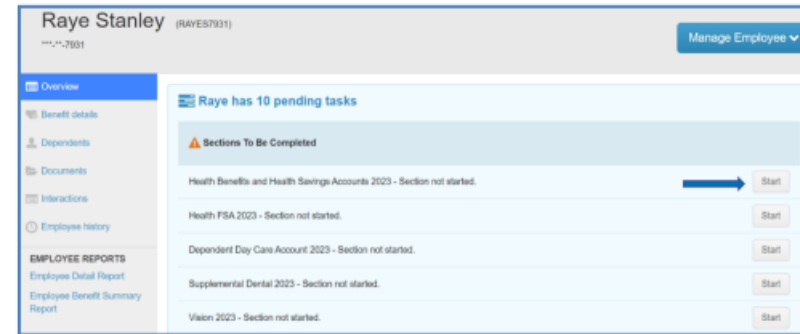 Raye Stanley (RAYES7931)
***-**-7931
Manage Employee
Overview
Benefit details
Dependents
Documents
Interactions
Employee history
EMPLOYEE REPORTS
Employee Detail Report
Employee Benefit Summary
Report
Raye has 10 pending tasks
Sections To Be Completed
Health Benefits and Health Savings Accounts 2023 - Section not started.
Start
Health FSA 2023 - Section not started.
Start
Dependent Day Care Account 2023 - Section not started.
Start
Supplemental Dental 2023 - Section not started.
Start
Vision 2023 - Section not started.
Start